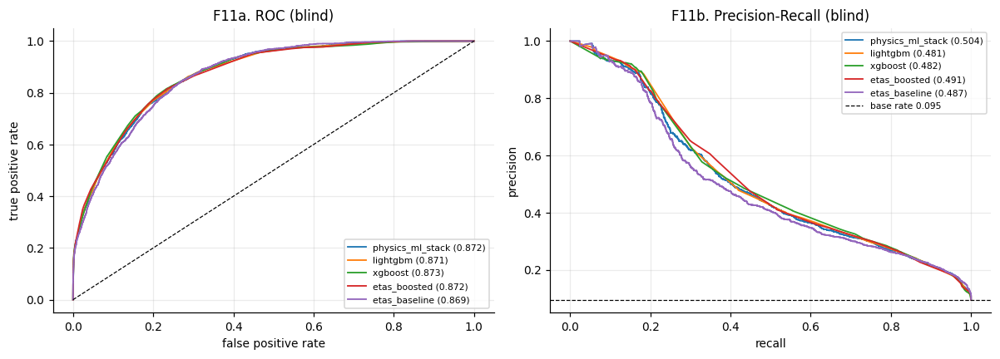 F11a. ROC (blind)
true positive rate
1.0
0.8
0.6
0.4
0.2
0.0
0.0 0.2 0.4 0.6 0.8 1.0
false positive rate
physics_ml_stack (0.872)
lightgbm (0.871)
xgboost (0.873)
etas_boosted (0.872)
etas_baseline (0.869)
F11b. Precision-Recall (blind)
precision
1.0
0.8
0.6
0.4
0.2
0.0 0.2 0.4 0.6 0.8 1.0
recall
physics_ml_stack (0.504)
lightgbm (0.481)
xgboost (0.482)
etas_boosted (0.491)
etas_baseline (0.487)
base rate 0.095